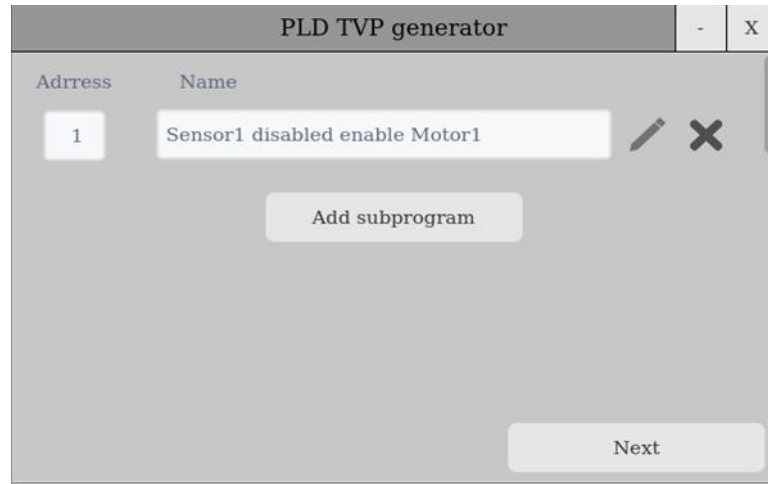 PLD TVP generator - X
Adrress Name
1 Sensor1 disabled enable Motor1
Add subprogram
Next